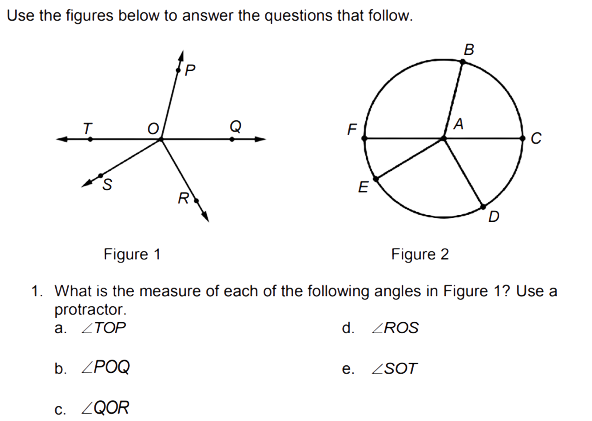 Use the figures below to answer the questions that follow.
B
P
T
O
Q
F
A
C
S
E
R
D
Figure 1
Figure 2
1. What is the measure of each of the following angles in Figure 1? Use a
protractor.
a. ∠TOP
d. ∠ROS
b. ∠POQ
e. ∠SOT
c. ∠QOR